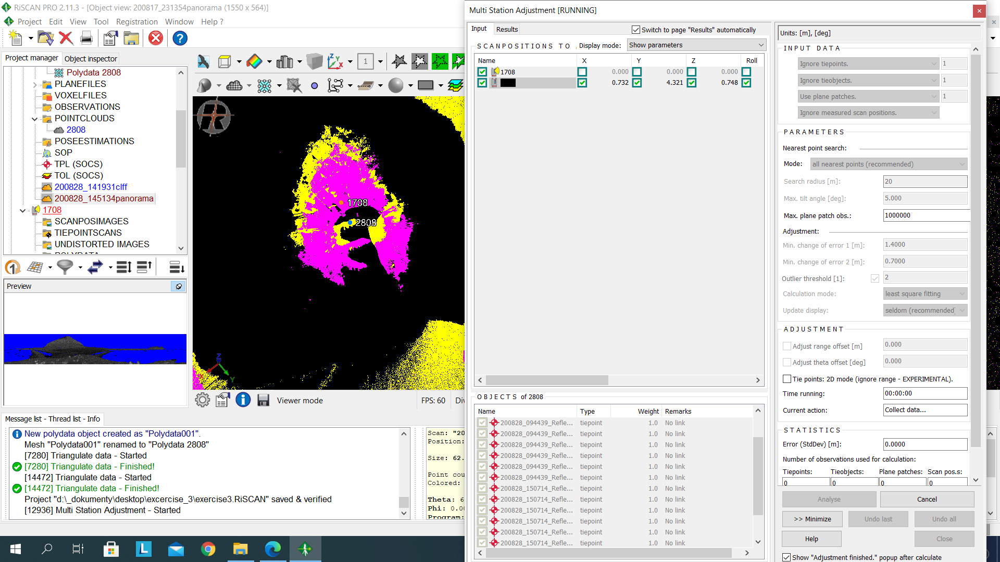 RiSCAN PRO 2.11.3 - [Object view: 200817_231354panorama (1550 x 564)]
Project Edit View Tool Registration Window Help ?
Project manager Object inspector
Polydata 2808
PLANEFILES
VOXELFILES
OBSERVATIONS
POINTCLOUDS
2808
POSEESTIMATIONS
SOP
TPL (SOCS)
TOL (SOCS)
200828_141931clff
200828_145134panorama
1708
SCANPOSIMAGES
TIEPOINTSCANS
UNDISTORTED IMAGES
Preview
1
1708
2808
Z
Y
Viewer mode FPS: 60
Message list - Thread list - Info
New polydata object created as "Polydata001".
Mesh "Polydata001" renamed to "Polydata 2808"
[7280] Triangulate data - Started
[7280] Triangulate data - Finished!
[14472] Triangulate data - Started
[14472] Triangulate data - Finished!
Project "d:\_dokumenty\desktop\excercise_3\exercise3.RiSCAN" saved & verified
[12936] Multi Station Adjustment - Started
Scan: "20
Position:
Size: 62.
Point cou
Colored:
Theta: 6
Phi: 0.00
Program:
Multi Station Adjustment [RUNNING]
Input Results
Switch to page "Results" automatically
SCANPOSITIONS TO Display mode: Show parameters
Name X Y Z Roll
1708 0.000 0.000 0.000
0.732 4.321 0.748
OBJECTS of 2808
Name Type Weight Remarks
200828_094439_Refle... tiepoint 1.0 No link
200828_094439_Refle... tiepoint 1.0 No link
200828_094439_Refle... tiepoint 1.0 No link
200828_094439_Refle... tiepoint 1.0 No link
200828_094439_Refle... tiepoint 1.0 No link
200828_094439_Refle... tiepoint 1.0 No link
200828_150714_Refle... tiepoint 1.0 No link
200828_150714_Refle... tiepoint 1.0 No link
200828_150714_Refle... tiepoint 1.0 No link
200828_150714_Refle... tiepoint 1.0 No link
200828_150714_Refle... tiepoint 1.0 No link
200828_150714_Refle... tiepoint 1.0 No link
Units: [m], [deg]
INPUT DATA
Ignore tiepoints. 1
Ignore tieobjects. 1
Use plane patches. 1
Ignore measured scan positions.
PARAMETERS
Nearest point search:
Mode: all nearest points (recommended)
Search radius [m]: 20
Max. tilt angle [deg]: 5.000
Max. plane patch obs.: 1000000
Adjustment:
Min. change of error 1 [m]: 1.4000
Min. change of error 2 [m]: 0.7000
Outlier threshold [1]: 2
Calculation mode: least square fitting
Update display: seldom (recommended)
ADJUSTMENT
Adjust range offset [m] 0.000
Adjust theta offset [deg] 0.000
Tie points: 2D mode (ignore range - EXPERIMENTAL).
Time running: 00:00:00
Current action: Collect data...
STATISTICS
Error (StdDev) [m]: 0.0000
Number of observations used for calculation:
Tiepoints: Tieobjects: Plane patches: Scan pos.s:
0 0 0 0
Analyse Cancel
>> Minimize Undo last Undo all
Help Close
Show "Adjustment finished." popup after calculate